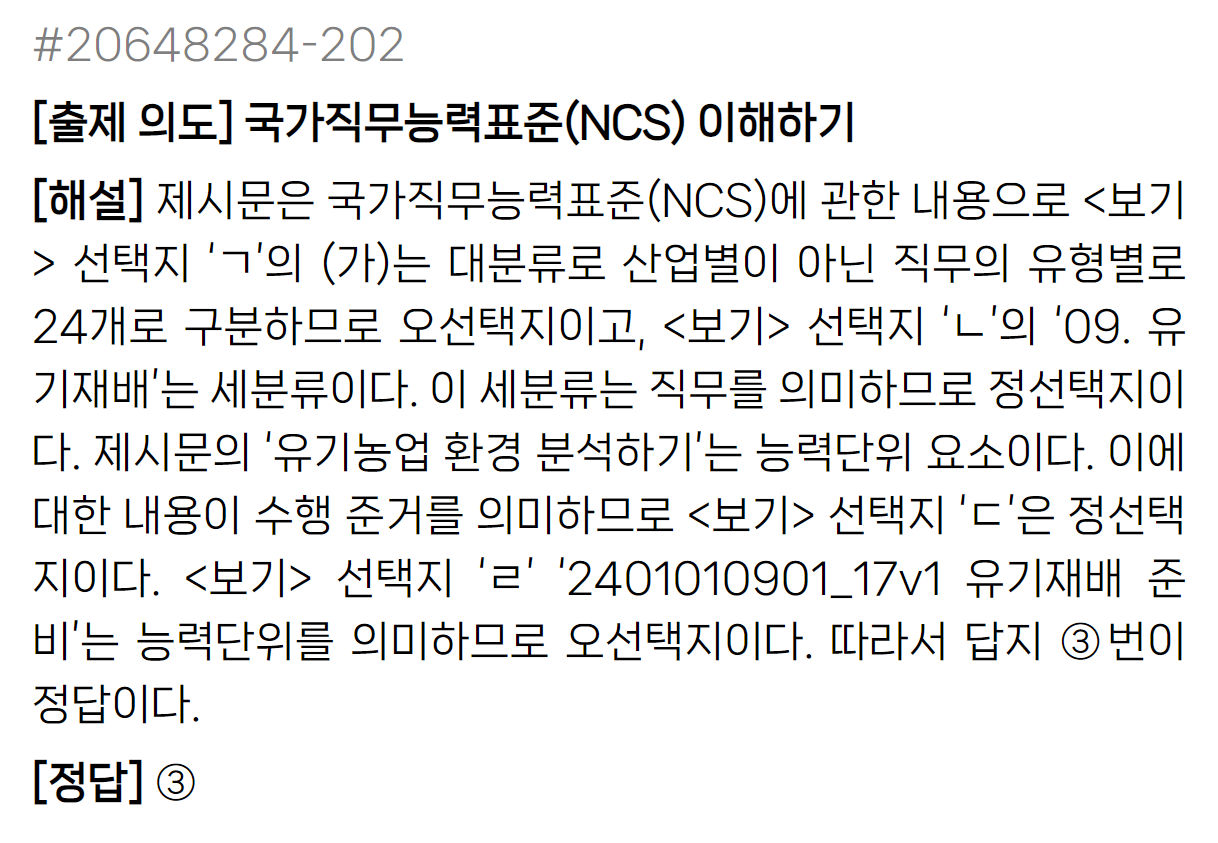 #20648284-202
[출제 의도] 국가직무능력표준(NCS) 이해하기
[해설] 제시문은 국가직무능력표준(NCS)에 관한 내용으로 <보기
> 선택지 ‘ㄱ’의 (가)는 대분류로 산업별이 아닌 직무의 유형별로
24개로 구분하므로 오선택지이고, <보기> 선택지 ‘ㄴ’의 ‘09. 유
기재배’는 세분류이다. 이 세분류는 직무를 의미하므로 정선택지이
다. 제시문의 ‘유기농업 환경 분석하기’는 능력단위 요소이다. 이에
대한 내용이 수행 준거를 의미하므로 <보기> 선택지 ‘ㄷ’은 정선택
지이다. <보기> 선택지 ‘ㄹ’ ‘2401010901_17v1 유기재배 준
비’는 능력단위를 의미하므로 오선택지이다. 따라서 답지 ③번이
정답이다.
[정답] ③